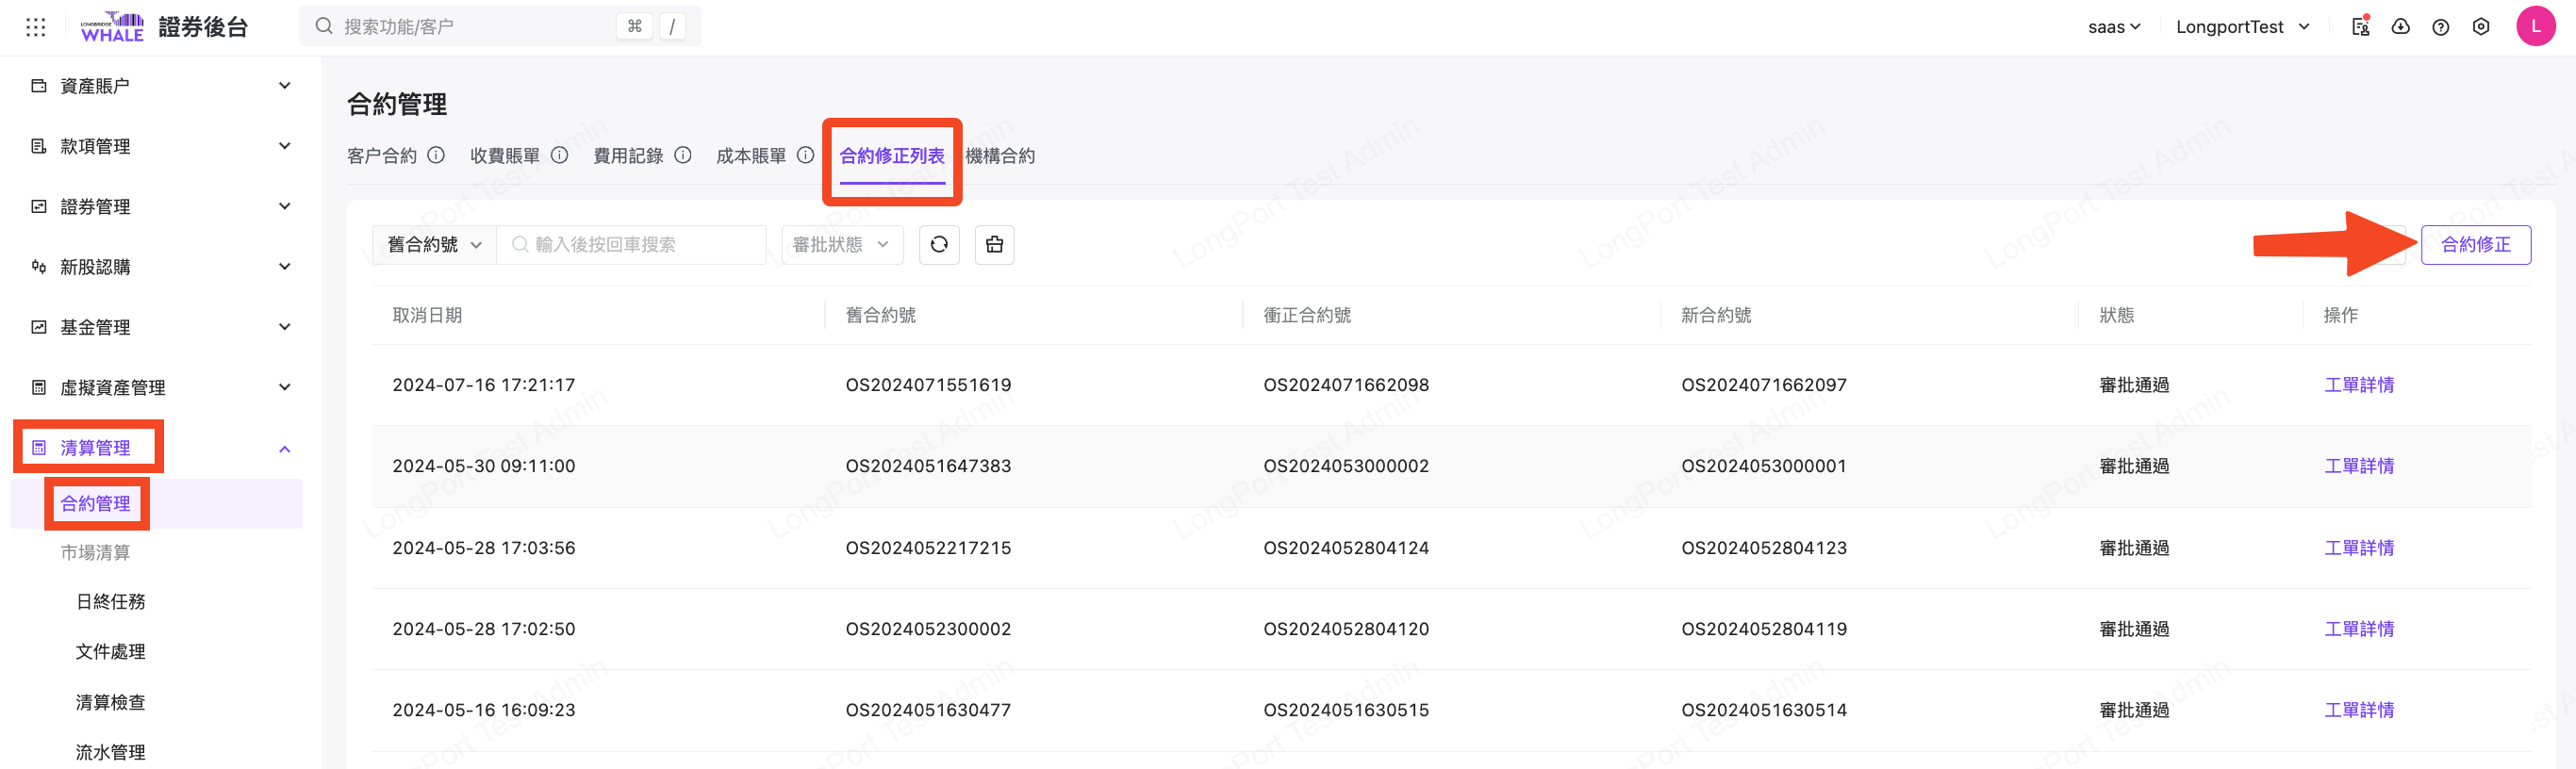 LONGBRIDGE
WHALE
證券後台
搜索功能/客户
⌘ /
saas
LongportTest
L
資產賬户
款項管理
證券管理
新股認購
基金管理
虛擬資產管理
清算管理
合約管理
市場清算
日終任務
文件處理
清算檢查
流水管理
合約管理
客户合約 收費賬單 費用記錄 成本賬單 合約修正列表 機構合約
舊合約號 輸入後按回車搜索 審批狀態 合約修正
取消日期 舊合約號 衝正合約號 新合約號 狀態 操作
2024-07-16 17:21:17 OS2024071551619 OS2024071662098 OS2024071662097 審批通過 工單詳情
2024-05-30 09:11:00 OS2024051647383 OS2024053000002 OS2024053000001 審批通過 工單詳情
2024-05-28 17:03:56 OS2024052217215 OS2024052804124 OS2024052804123 審批通過 工單詳情
2024-05-28 17:02:50 OS2024052300002 OS2024052804120 OS2024052804119 審批通過 工單詳情
2024-05-16 16:09:23 OS2024051630477 OS2024051630515 OS2024051630514 審批通過 工單詳情
LongPort Test Admin